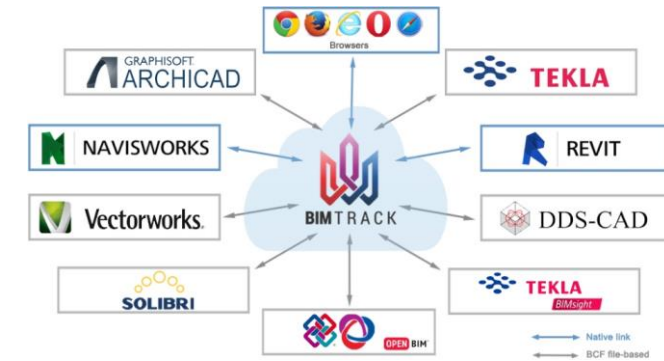 Browsers
GRAPHISOFT.
ARCHICAD
TEKLA
NAVISWORKS
REVIT
BIMTRACK
Vectorworks.
DDS-CAD
SOLIBRI
TEKLA
BIMsight
OPEN BIM
Native link
BCF file-based